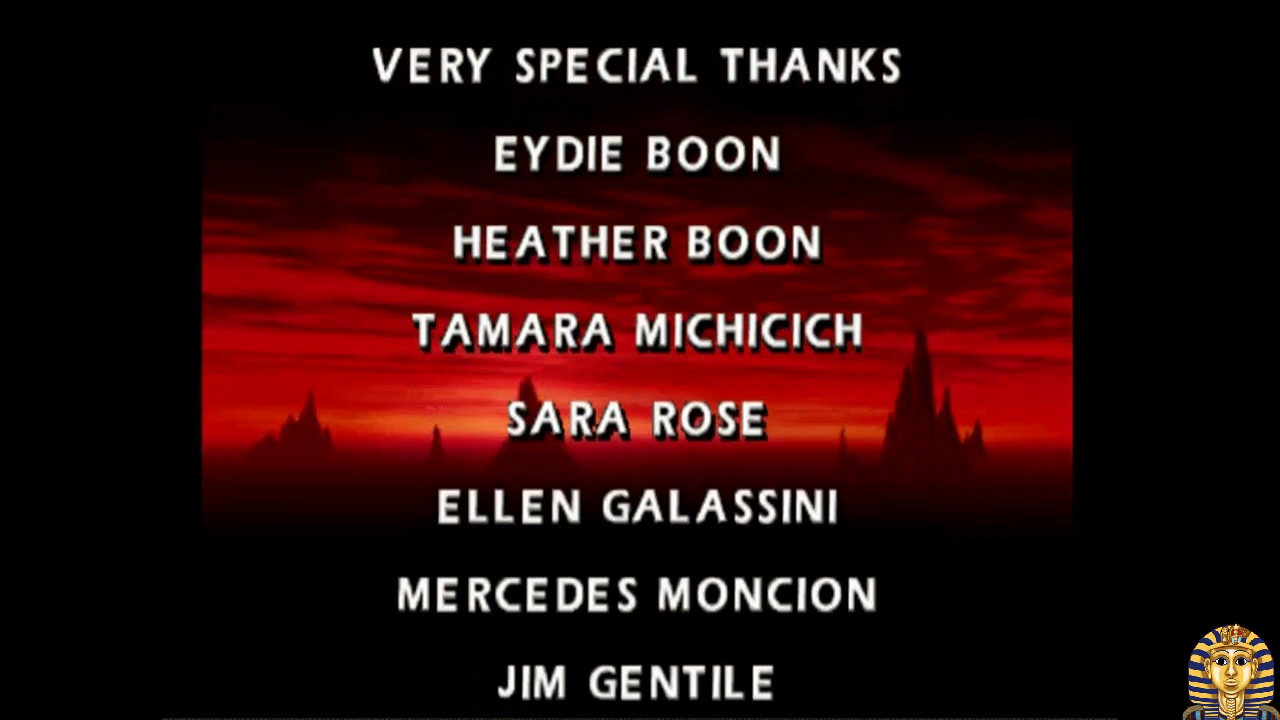 VERY SPECIAL THANKS
EYDIE BOON
HEATHER BOON
TAMARA MICHICICH
SARA ROSE
ELLEN GALASSINI
MERCEDES MONCION
JIM GENTILE